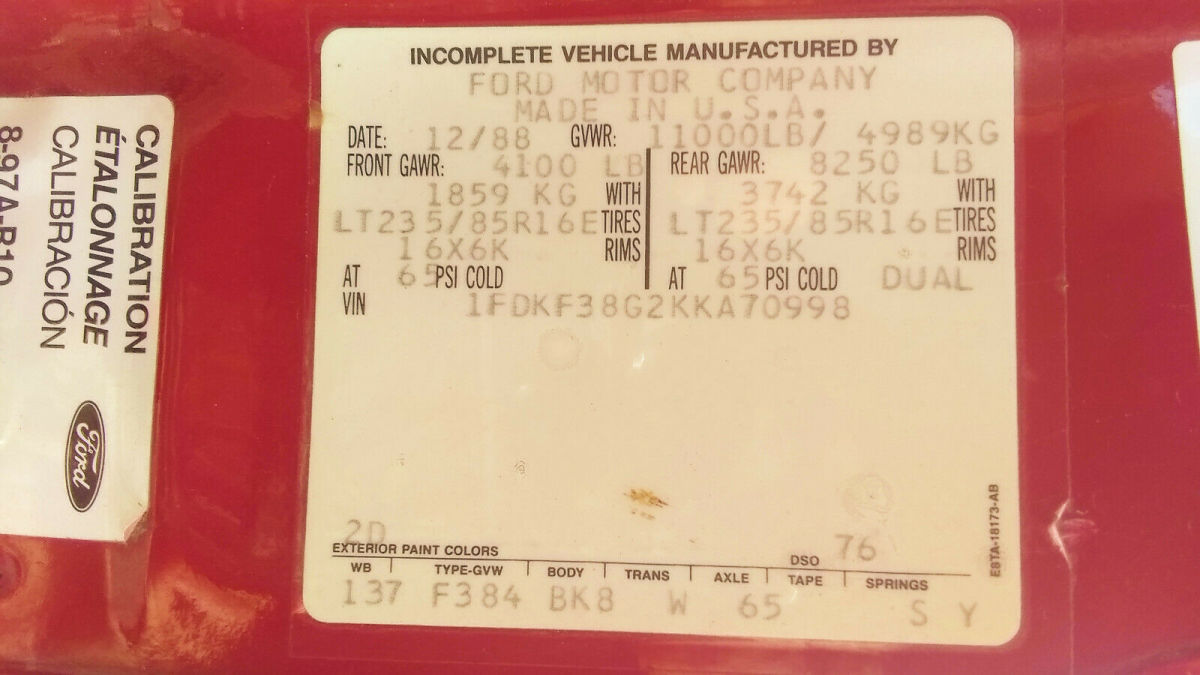 INCOMPLETE VEHICLE MANUFACTURED BY
FORD MOTOR COMPANY
MADE IN U.S.A.
DATE: 12/88 GVWR: 11000LB/ 4989KG
FRONT GAWR: 4100 LB REAR GAWR: 8250 LB
1859 KG WITH 3742 KG WITH
LT235/85R16E TIRES LT235/85R16E TIRES
16X6K RIMS 16X6K RIMS
AT 65 PSI COLD AT 65 PSI COLD DUAL
VIN 1FDKF38G2KKA70998
2D 76
EXTERIOR PAINT COLORS DSO
WB TYPE-GVW BODY TRANS AXLE TAPE SPRINGS
137 F384 BK8 W 65 S Y
E8TA-18173-AB
CALIBRATION
ÉTALONNAGE
CALIBRACIÓN
Ford